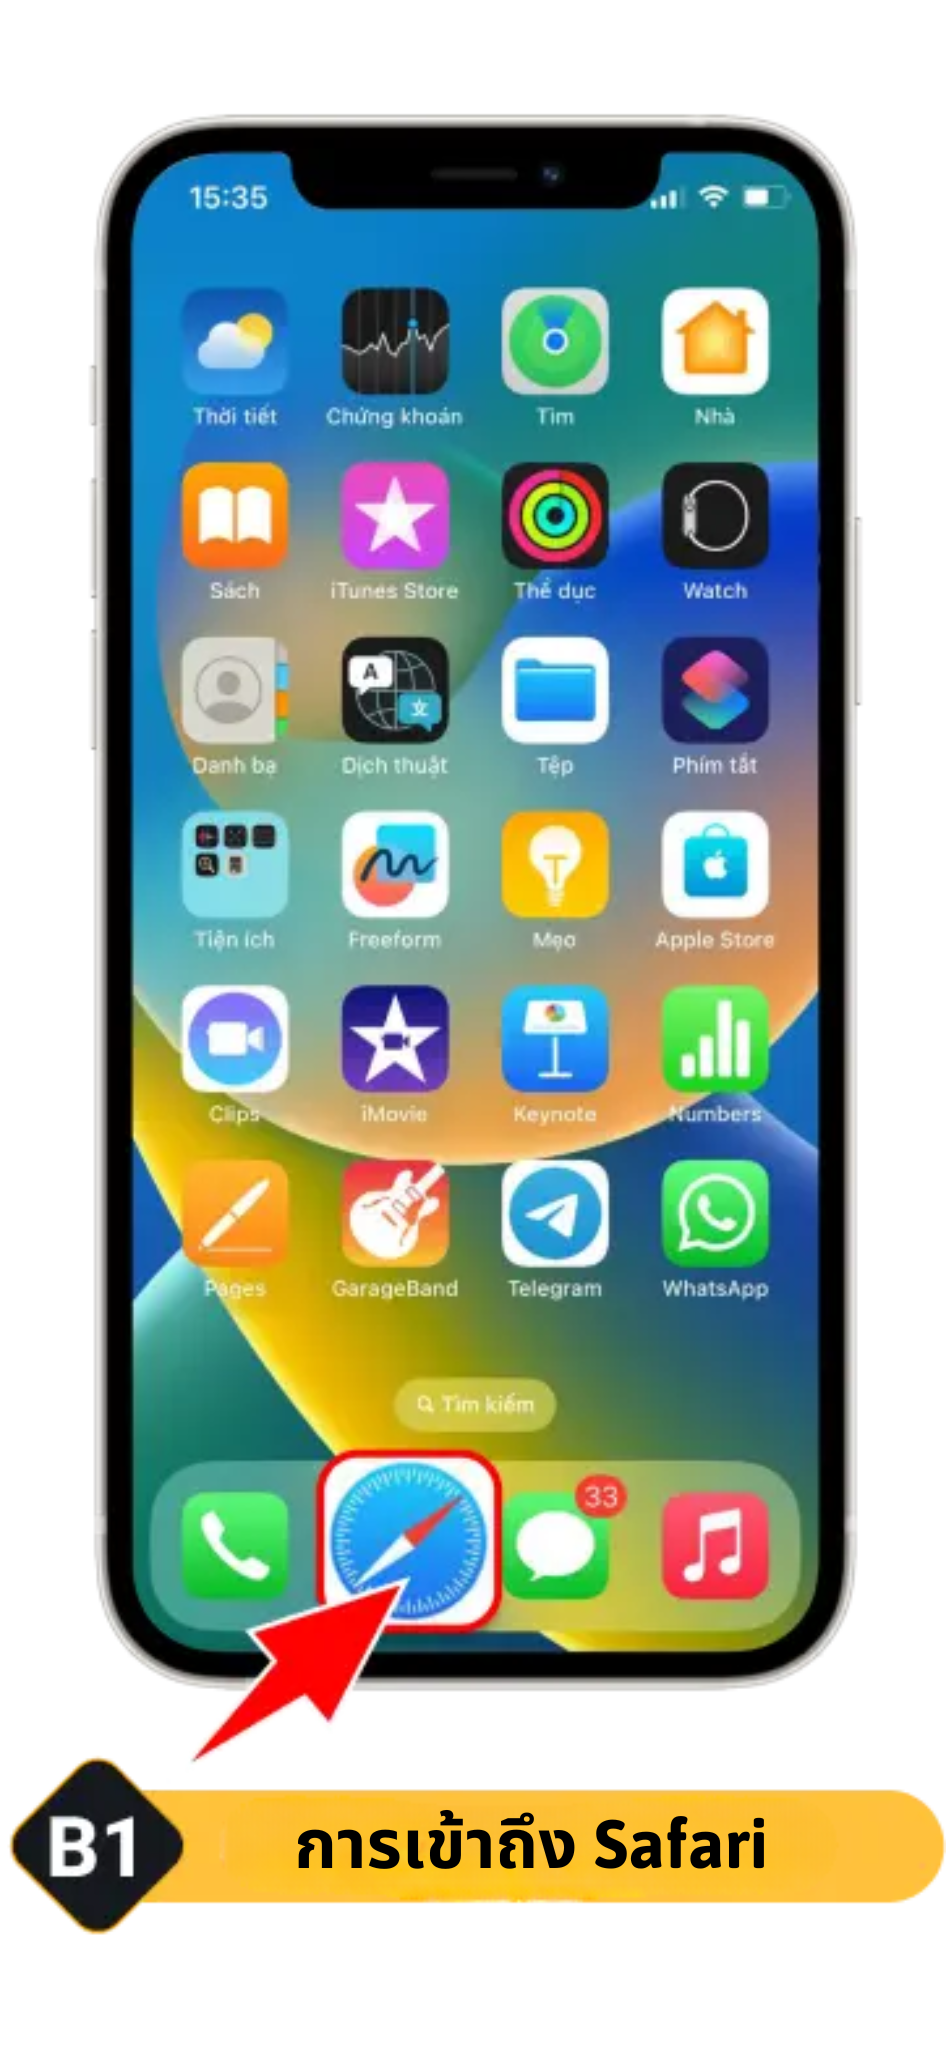 15:35
Thời tiết
Chứng khoán
Tìm
Nhà
Sách
iTunes Store
Thể dục
Watch
A
文
Danh bạ
Dịch thuật
Tệp
Phím tắt
Tiện ích
Freeform
Mẹo
Apple Store
Clips
iMovie
Keynote
Numbers
Pages
GarageBand
Telegram
WhatsApp
Tìm kiếm
33
B1
การเข้าถึง Safari